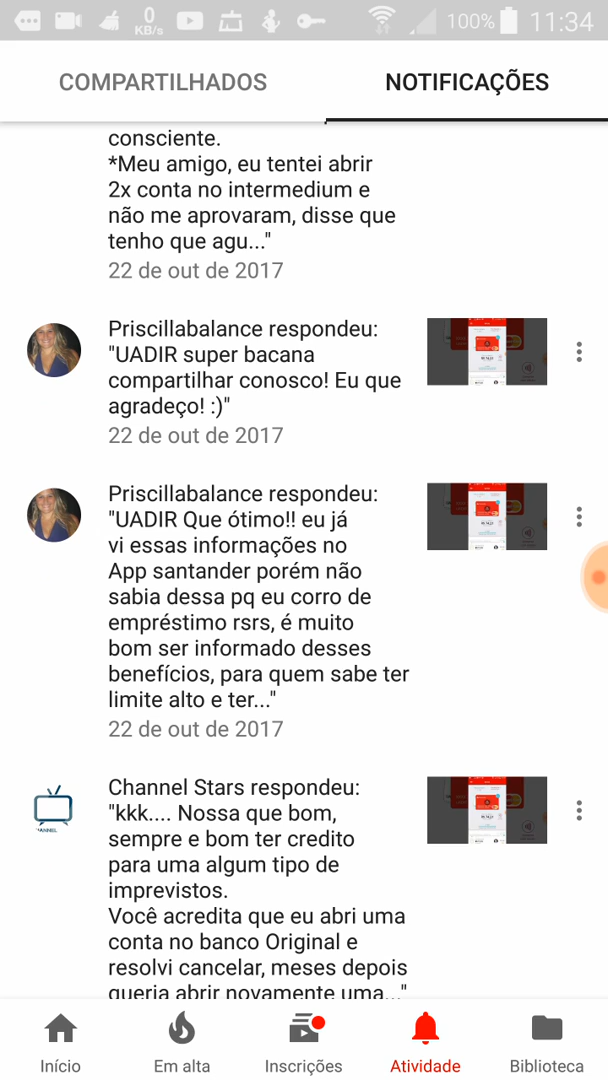 0
KB/s
100%
11:34
COMPARTILHADOS
NOTIFICAÇÕES
consciente.
*Meu amigo, eu tentei abrir
2x conta no intermedium e
não me aprovaram, disse que
tenho que agu..."
22 de out de 2017
Priscillabalance respondeu:
"UADIR super bacana
compartilhar conosco! Eu que
agradeço! :)"
22 de out de 2017
Priscillabalance respondeu:
"UADIR Que ótimo!! eu já
vi essas informações no
App santander porém não
sabia dessa pq eu corro de
empréstimo rsrs, é muito
bom ser informado desses
benefícios, para quem sabe ter
limite alto e ter..."
22 de out de 2017
Channel Stars respondeu:
"kkk.... Nossa que bom,
sempre e bom ter credito
para uma algum tipo de
imprevistos.
Você acredita que eu abri uma
conta no banco Original e
resolvi cancelar, meses depois
queria abrir novamente uma..."
Início
Em alta
Inscrições
Atividade
Biblioteca